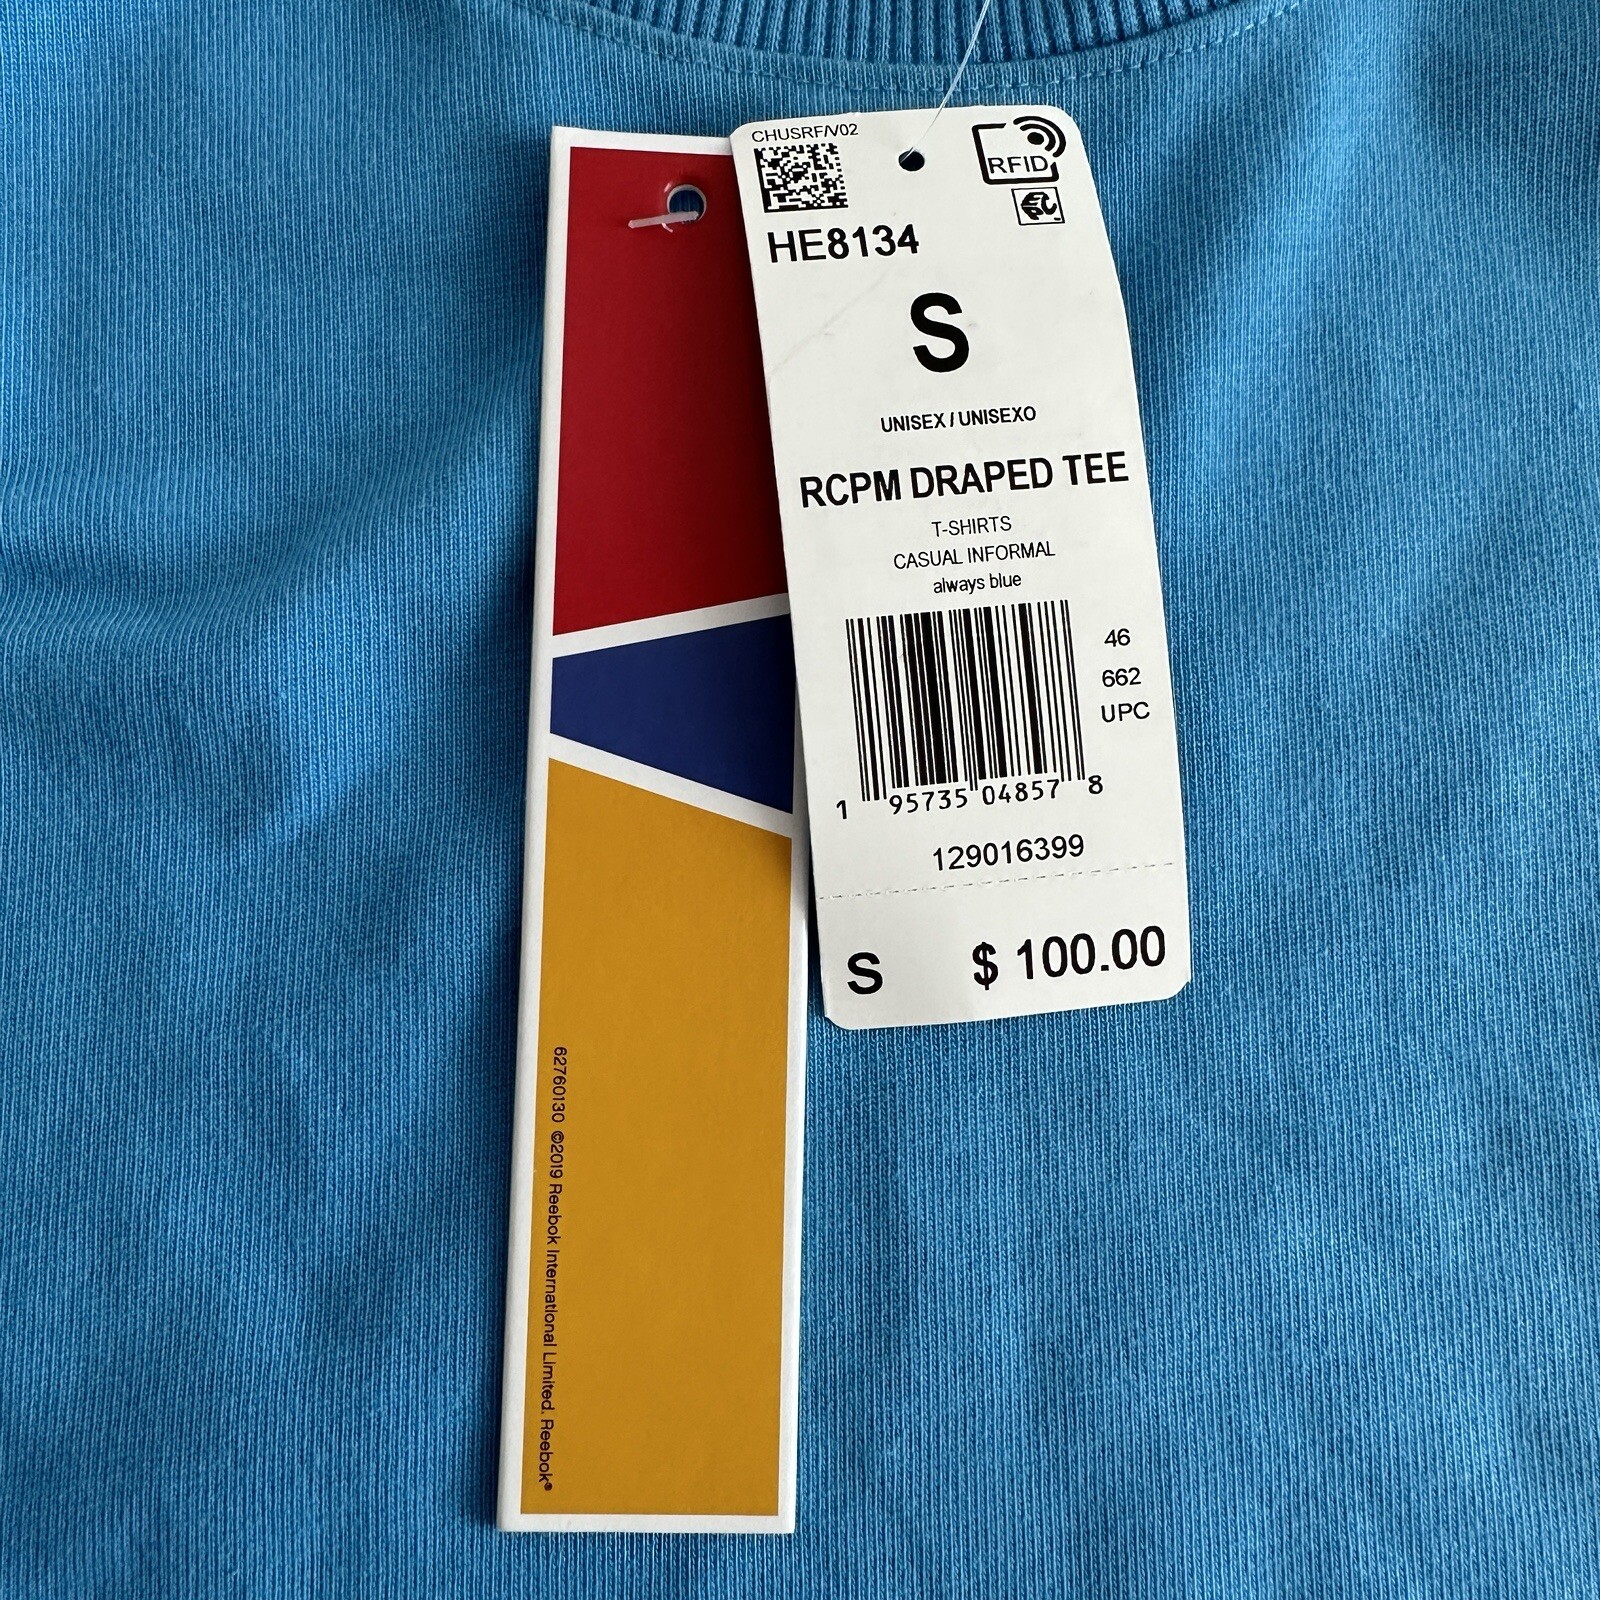 CHUSRF/V02
RFID
EPC
HE8134
S
UNISEX / UNISEXO
RCPM DRAPED TEE
T-SHIRTS
CASUAL INFORMAL
always blue
46
662
UPC
1 95735 04857 8
129016399
S $ 100.00
62760130 ©2019 Reebok International Limited. Reebok®